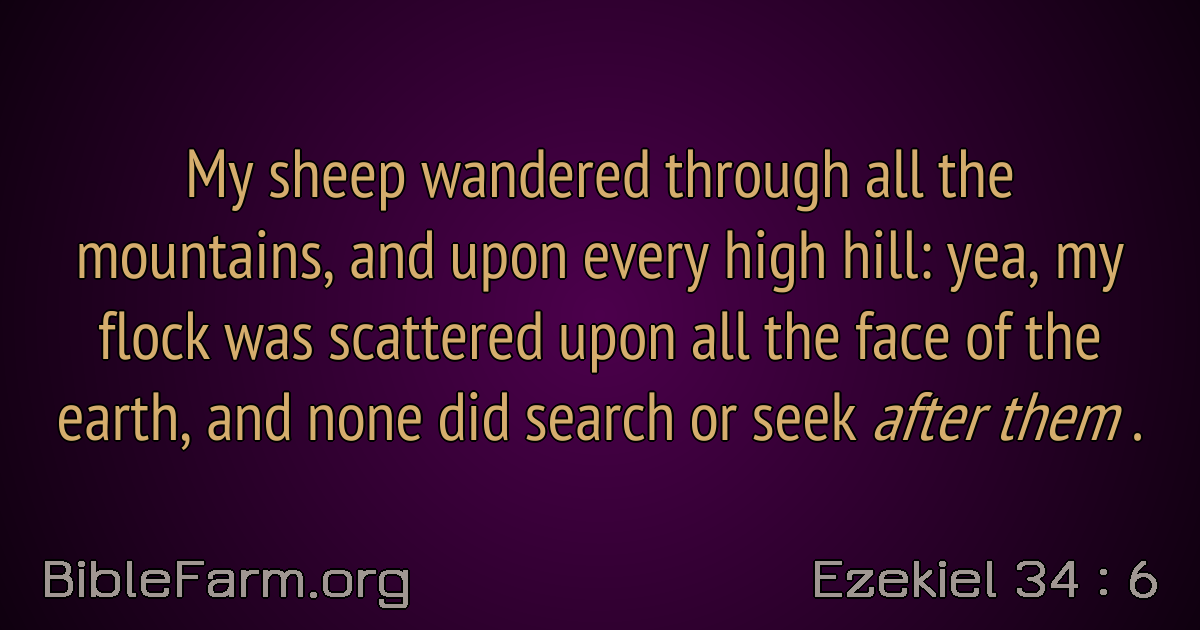 My sheep wandered through all the
mountains, and upon every high hill: yea, my
flock was scattered upon all the face of the
earth, and none did search or seek after them .
BibleFarm.org
Ezekiel 34 : 6